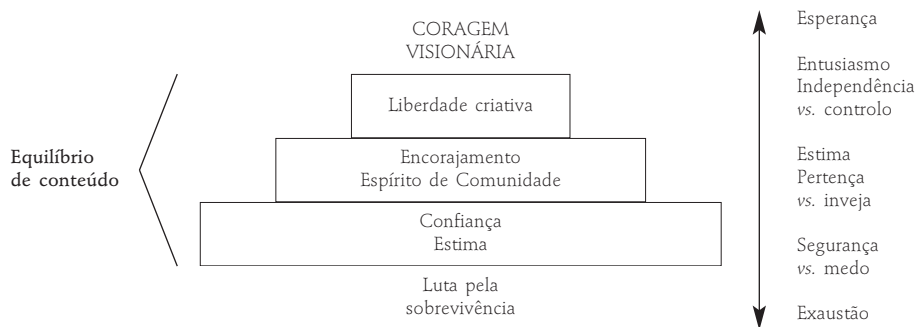 CORAGEM
VISIONÁRIA
Liberdade criativa
Encorajamento
Espírito de Comunidade
Confiança
Estima
Luta pela
sobrevivência
Equilíbrio
de conteúdo
Esperança
Entusiasmo
Independência
vs. controlo
Estima
Pertença
vs. inveja
Segurança
vs. medo
Exaustão